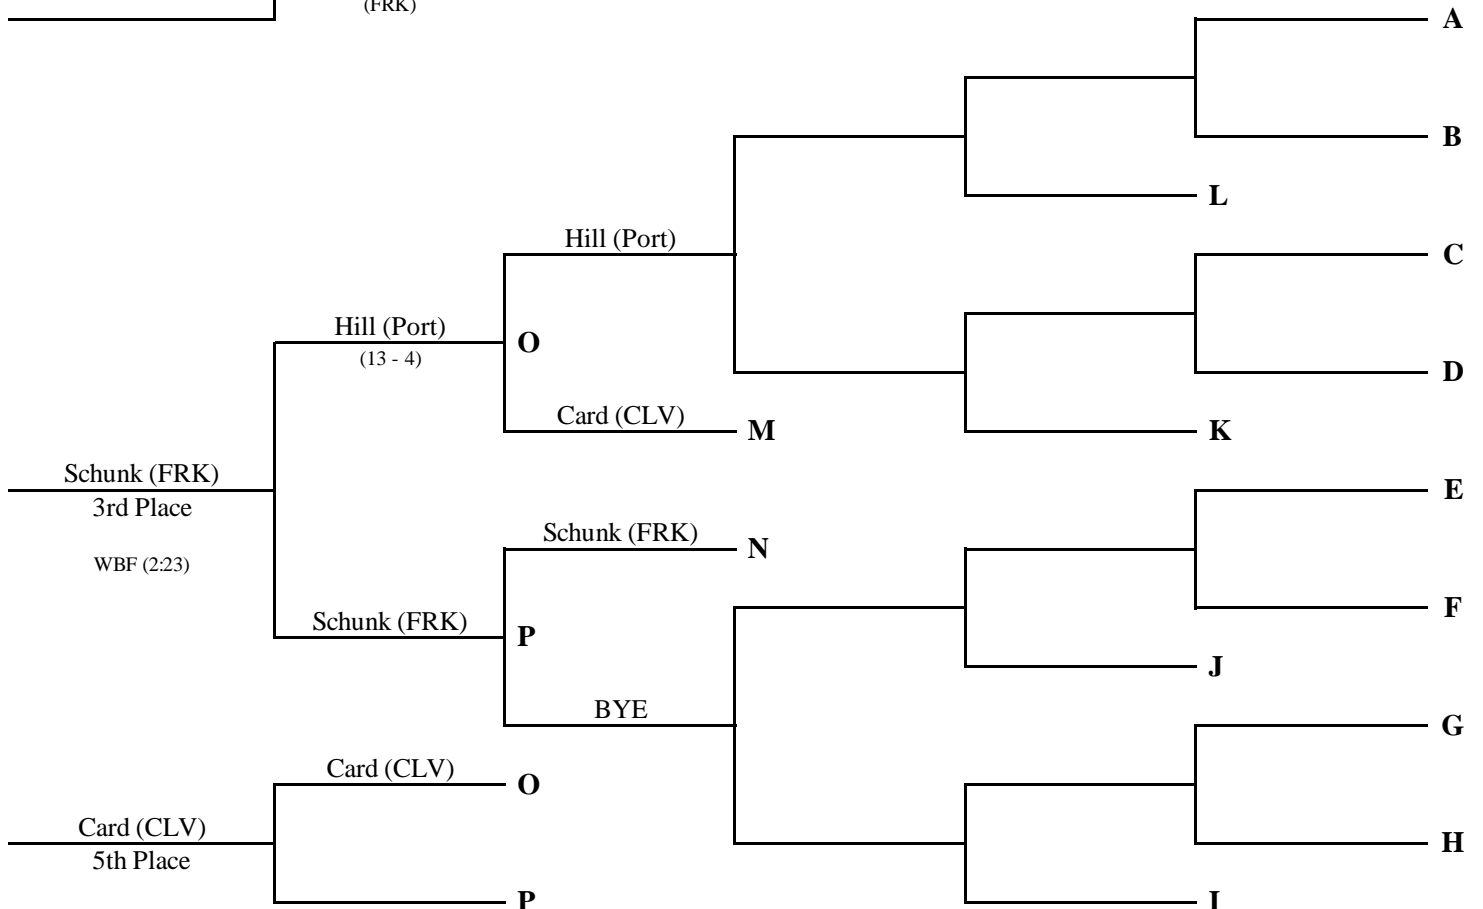 (FRK)
A
B
L
Hill (Port)
C
Hill (Port)
O
(13 - 4)
D
Card (CLV)
M
K
Schunk (FRK)
E
3rd Place
Schunk (FRK)
N
WBF (2:23)
F
Schunk (FRK)
P
J
BYE
G
Card (CLV)
O
Card (CLV)
H
5th Place
P
I